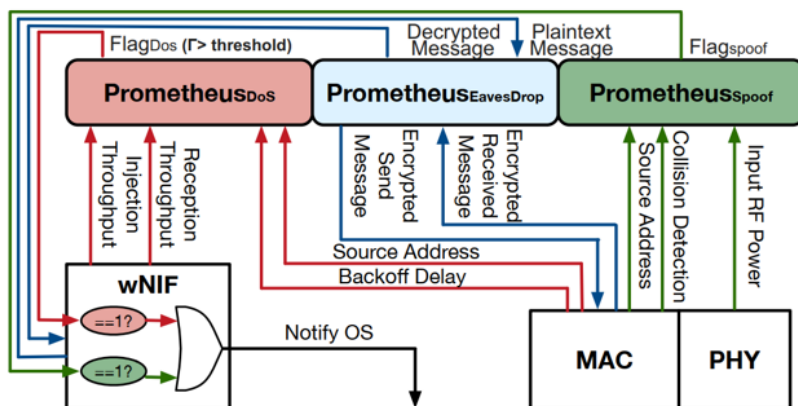 FlagDos (Γ> threshold)
Decrypted
Message
Plaintext
Message
Flagspoof
PrometheusDoS
PrometheusEavesDrop
PrometheusSpoof
Injection
Throughput
Reception
Throughput
Encrypted
Send
Message
Encrypted
Received
Message
Source Address
Collision Detection
Input RF Power
Source Address
Backoff Delay
wNIF
==1?
==1?
Notify OS
MAC
PHY